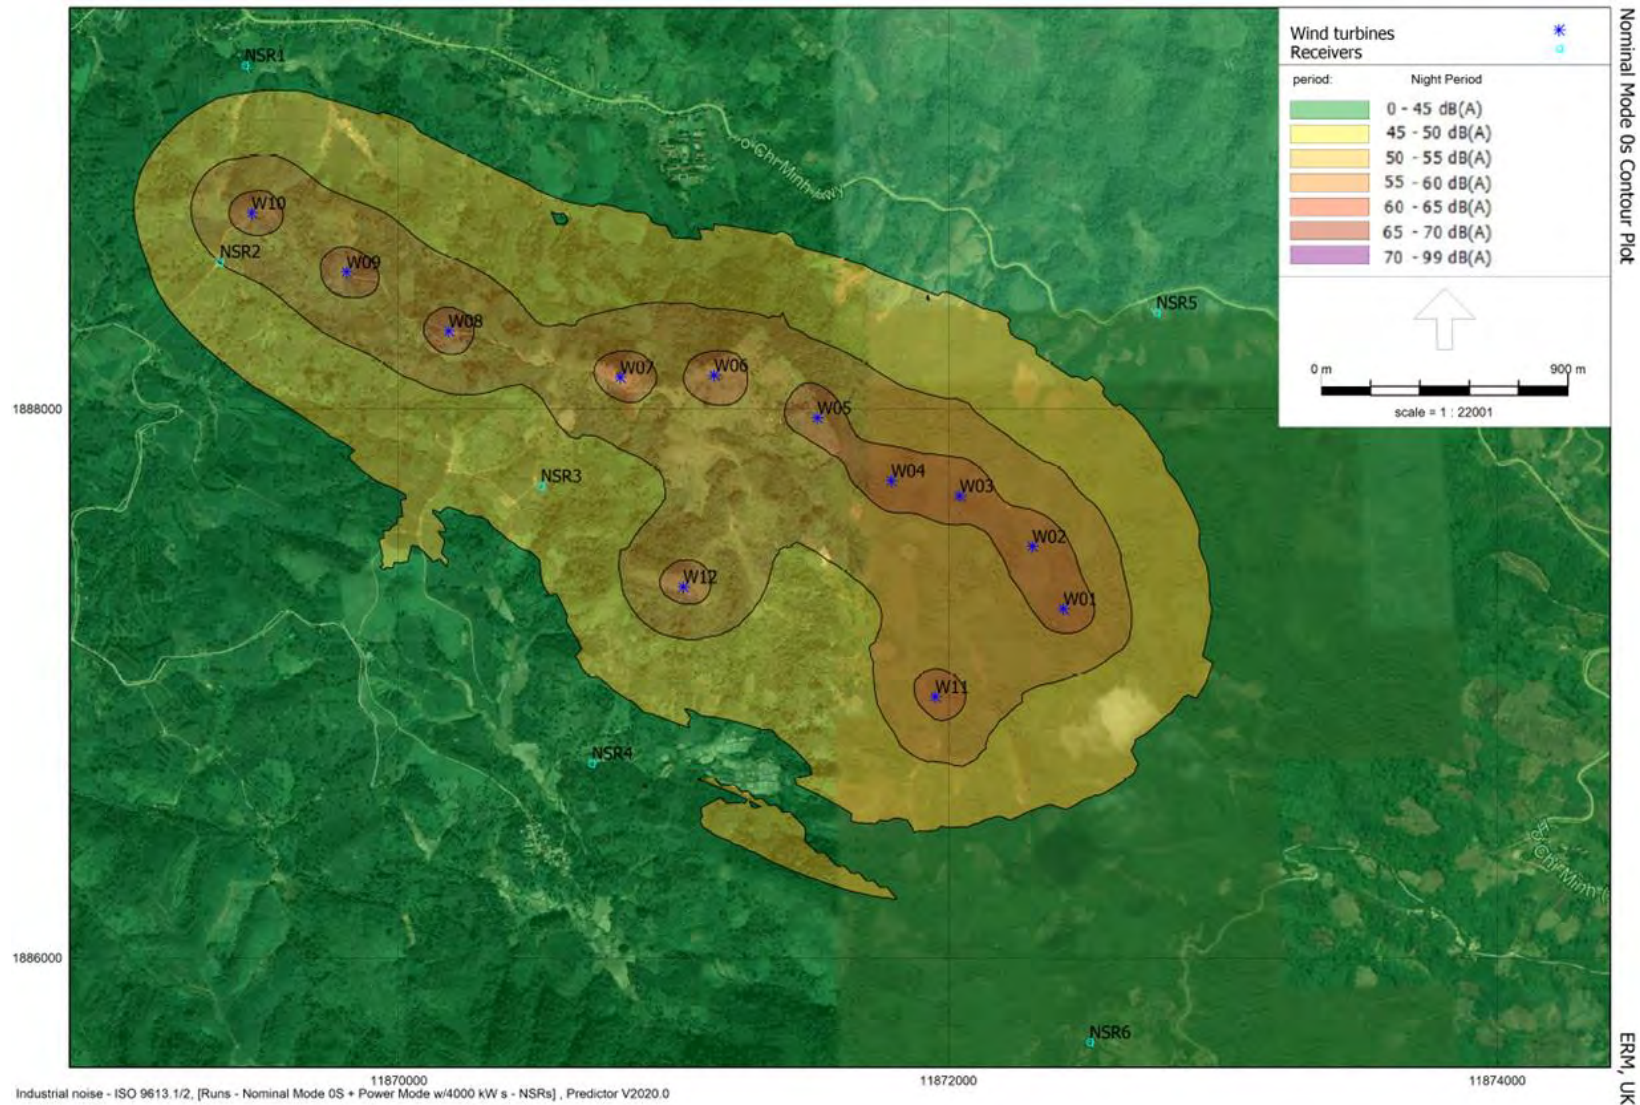 Nominal Mode 0s Contour Plot
Wind turbines
Receivers
period: Night Period
0 - 45 dB(A)
45 - 50 dB(A)
50 - 55 dB(A)
55 - 60 dB(A)
60 - 65 dB(A)
65 - 70 dB(A)
70 - 99 dB(A)
0 m 900 m
scale = 1 : 22001
NSR1
W10
NSR2
W09
W08
NSR5
W07
W06
W05
1888000
NSR3
W04
W03
W02
W12
W01
W11
NSR4
1886000
NSR6
11870000 11872000 11874000
Industrial noise - ISO 9613.1/2, [Runs - Nominal Mode 0S + Power Mode w/4000 kW s - NSRs] , Predictor V2020.0
ERM, UK